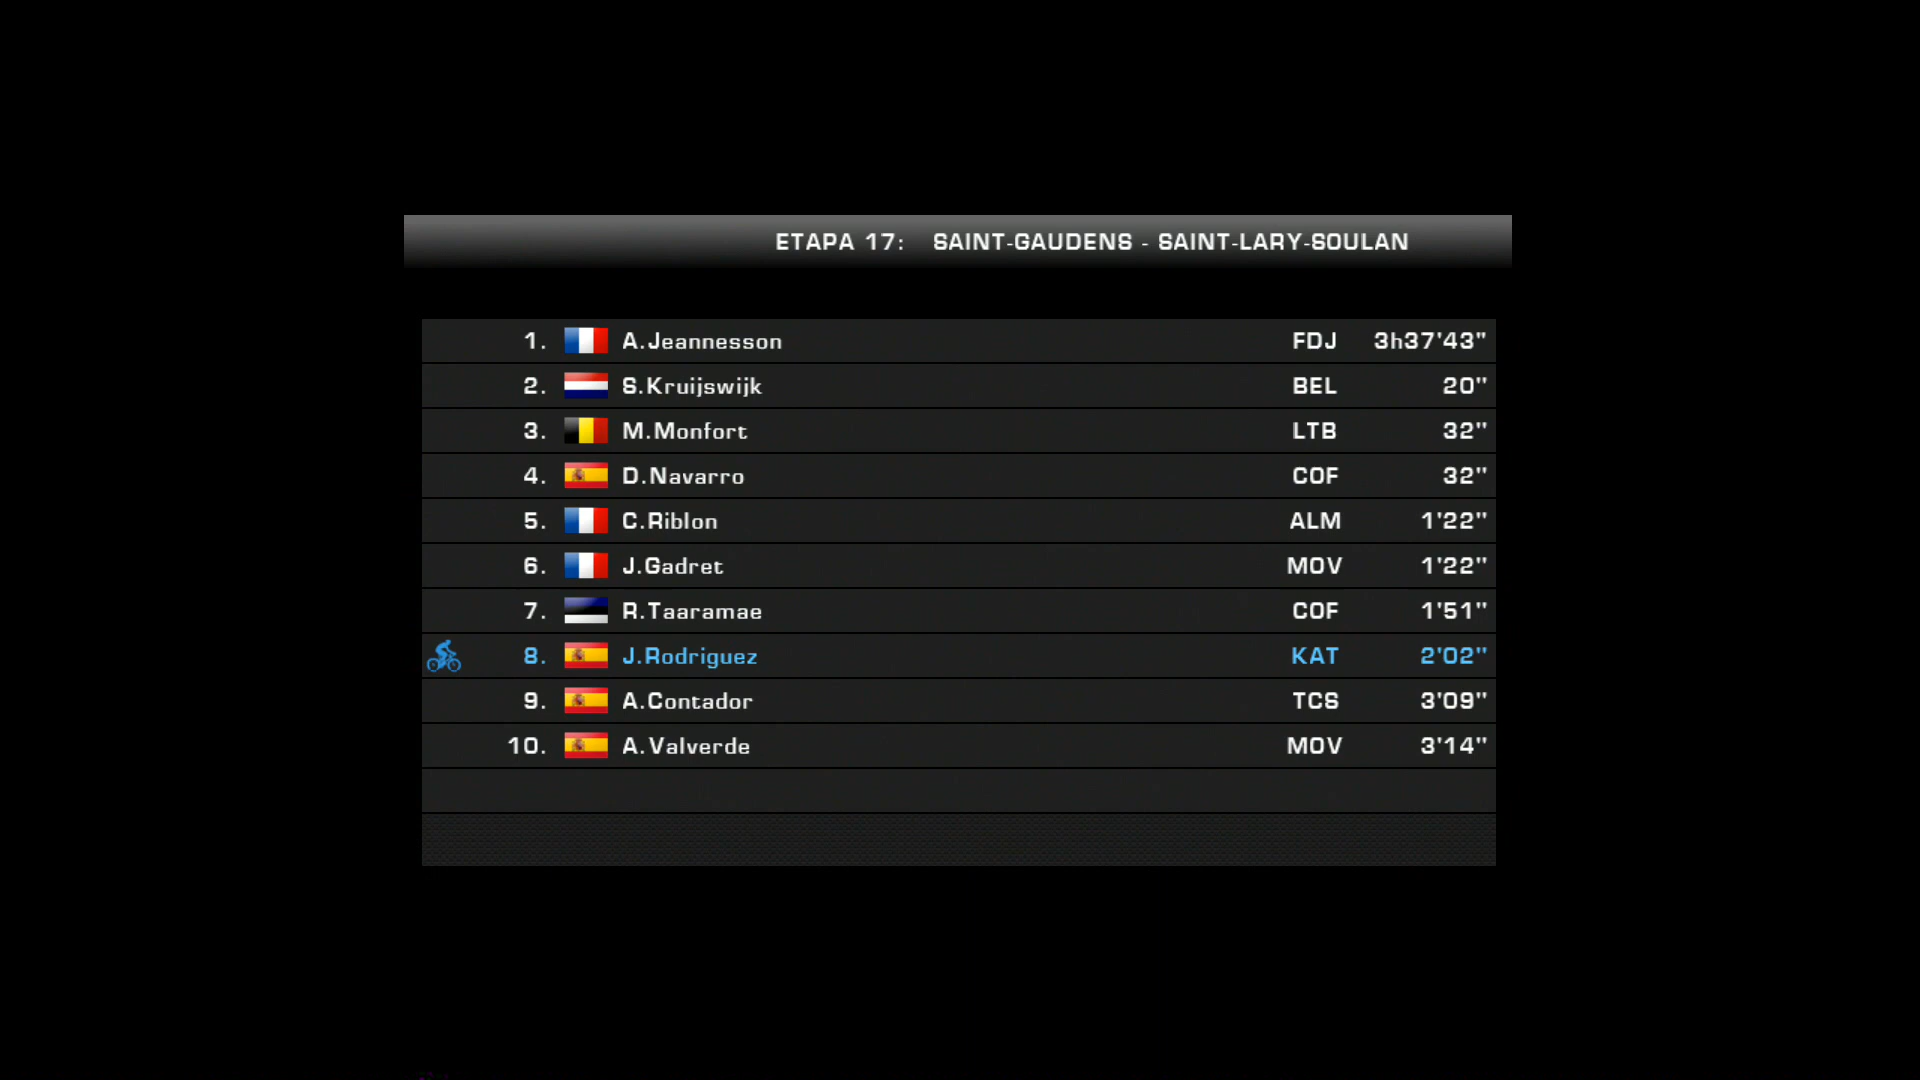 ETAPA 17: SAINT-GAUDENS - SAINT-LARY-SOULAN
1. A.Jeannesson FDJ 3h37'43"
2. S.Kruijswijk BEL 20"
3. M.Monfort LTB 32"
4. D.Navarro COF 32"
5. C.Riblon ALM 1'22"
6. J.Gadret MOV 1'22"
7. R.Taaramae COF 1'51"
8. J.Rodriguez KAT 2'02"
9. A.Contador TCS 3'09"
10. A.Valverde MOV 3'14"